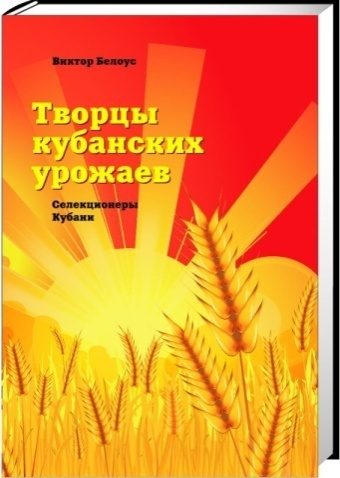 Виктор Белоус
Творцы
кубанских
урожаев
Селекционеры
Кубани